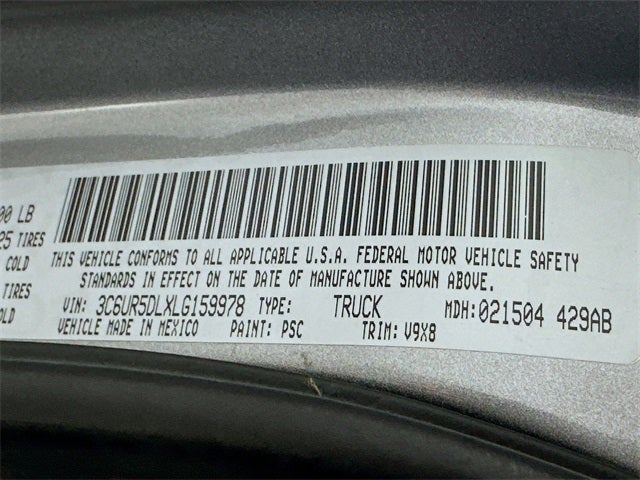 00 LB
25 TIRES
COLD
TIRES
OLD
THIS VEHICLE CONFORMS TO ALL APPLICABLE U.S.A. FEDERAL MOTOR VEHICLE SAFETY
STANDARDS IN EFFECT ON THE DATE OF MANUFACTURE SHOWN ABOVE.
VIN: 3C6UR5DLXLG159978 TYPE: TRUCK MDH:021504 429AB
VEHICLE MADE IN MEXICO PAINT: PSC TRIM: V9X8